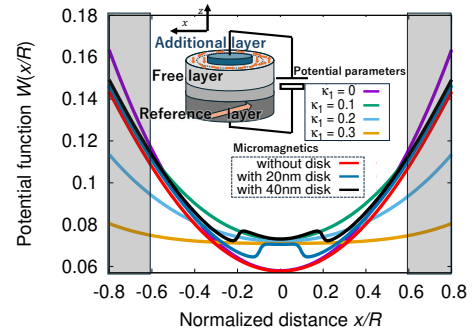 0.18
0.16
0.14
0.12
0.10
0.08
0.06
Potential function W(x/R)
z
x
Additional layer
Free layer
Reference layer
Potential parameters
κ₁ = 0
κ₁ = 0.1
κ₁ = 0.2
κ₁ = 0.3
Micromagnetics
without disk
with 20nm disk
with 40nm disk
-0.8 -0.6 -0.4 -0.2 0 0.2 0.4 0.6 0.8
Normalized distance x/R